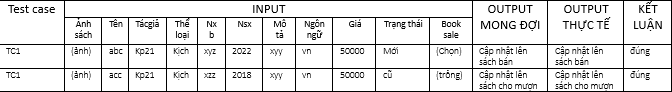 Test case INPUT OUTPUT MONG ĐỢI OUTPUT THỰC TẾ KẾT LUẬN
Ảnh sách Tên Tácgiả Thể loại Nxb Nsx Mô tả Ngôn ngữ Giá Trạng thái Book sale
TC1 (ảnh) abc Kp21 Kịch xyz 2022 xyy vn 50000 Mới (Chọn) Cập nhật lên sách bán Cập nhật lên sách bán đúng
TC1 (ảnh) acc Kp21 Kịch xzz 2018 xyy vn 50000 cũ (trống) Cập nhật lên sách cho mượn Cập nhật lên sách cho mượn đúng